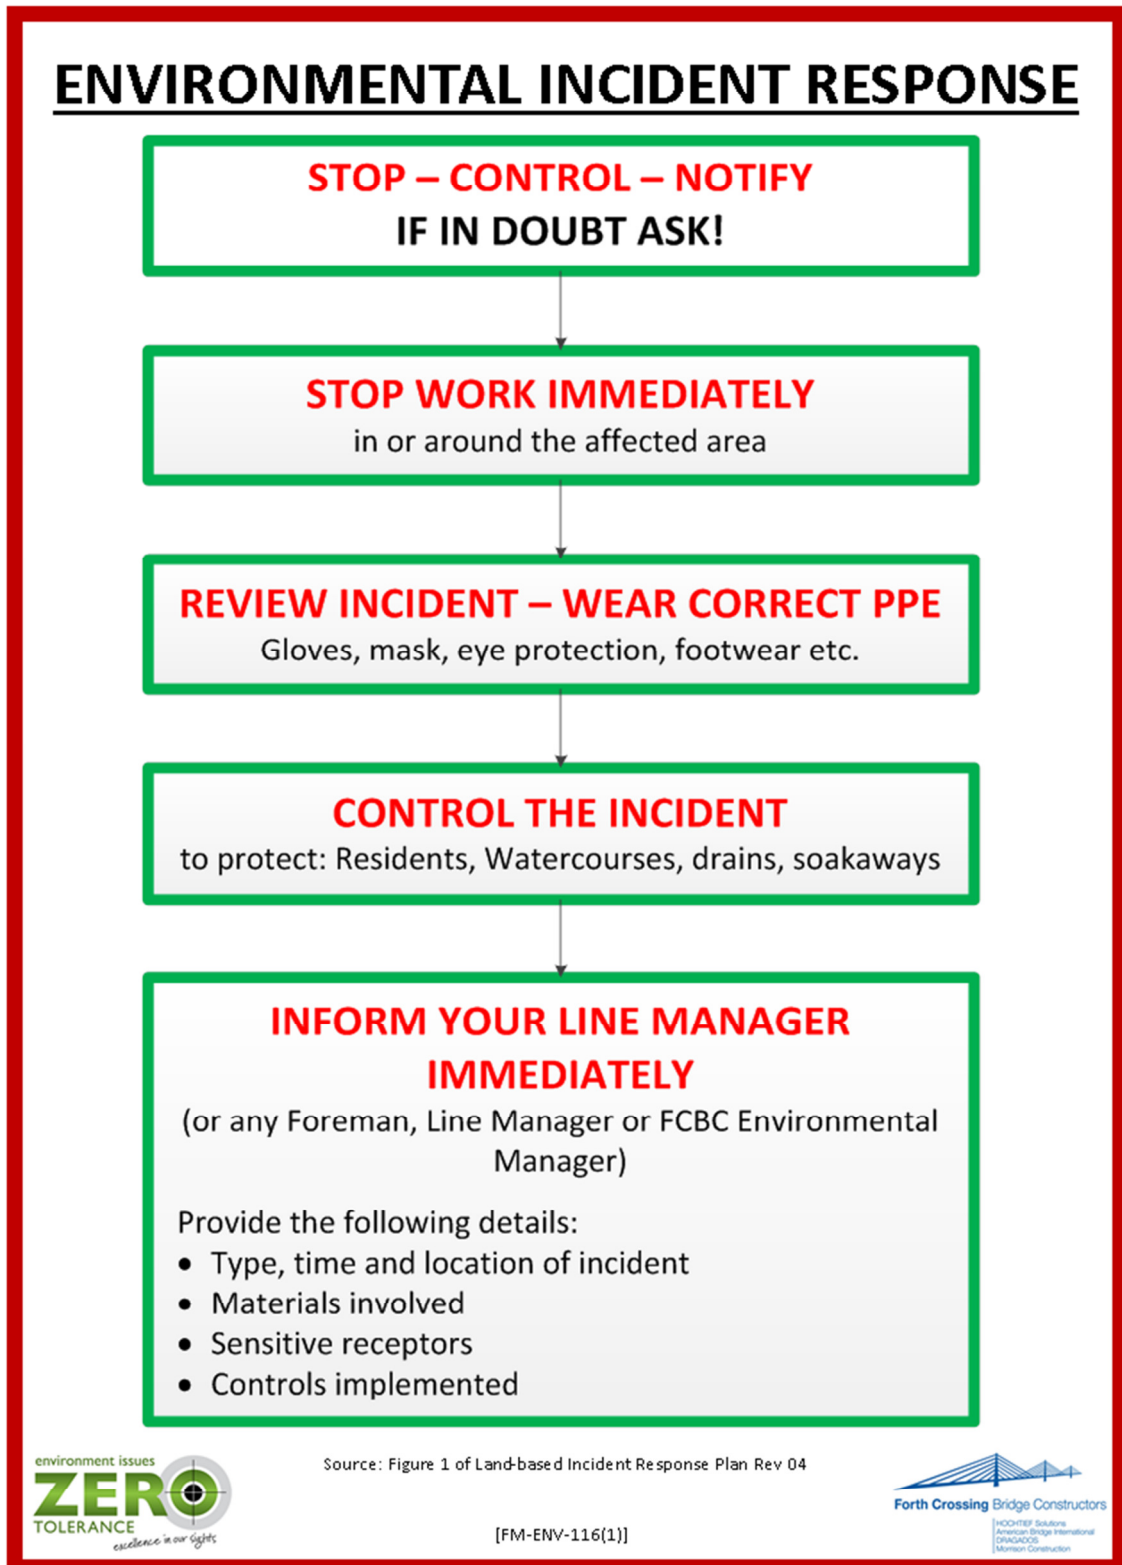 ENVIRONMENTAL INCIDENT RESPONSE
STOP – CONTROL – NOTIFY
IF IN DOUBT ASK!
STOP WORK IMMEDIATELY
in or around the affected area
REVIEW INCIDENT – WEAR CORRECT PPE
Gloves, mask, eye protection, footwear etc.
CONTROL THE INCIDENT
to protect: Residents, Watercourses, drains, soakaways
INFORM YOUR LINE MANAGER
IMMEDIATELY
(or any Foreman, Line Manager or FCBC Environmental
Manager)
Provide the following details:
• Type, time and location of incident
• Materials involved
• Sensitive receptors
• Controls implemented
environment issues
ZERO
TOLERANCE
excellence in our sights
Source: Figure 1 of Land-based Incident Response Plan Rev 04
[FM-ENV-116(1)]
Forth Crossing Bridge Constructors
HOCHTIEF Solutions
American Bridge International
DRAGADOS
Morrison Construction